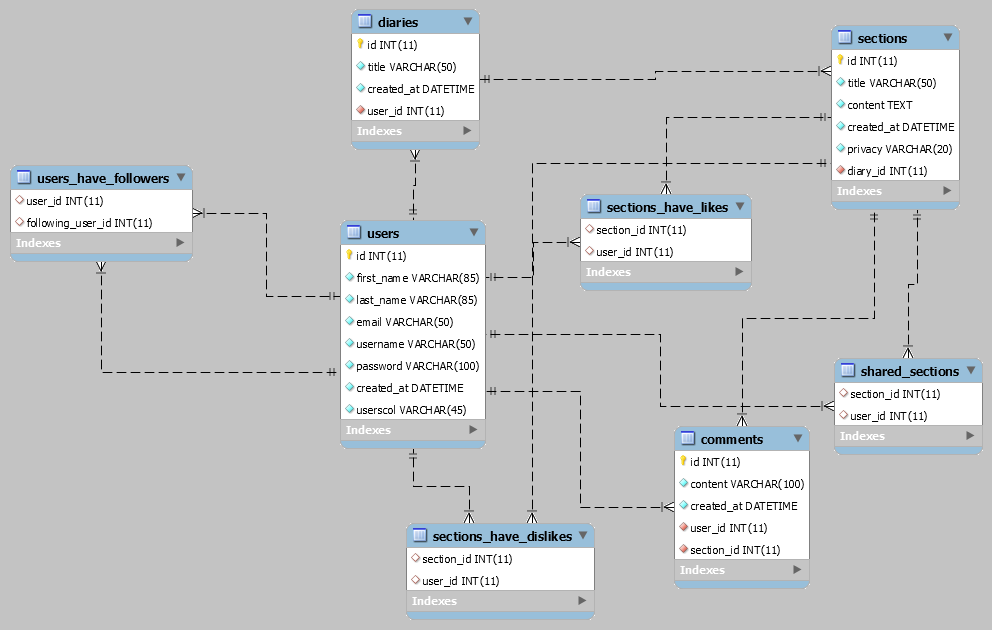 diaries
id INT(11)
title VARCHAR(50)
created_at DATETIME
user_id INT(11)
Indexes
sections
id INT(11)
title VARCHAR(50)
content TEXT
created_at DATETIME
privacy VARCHAR(20)
diary_id INT(11)
Indexes
users_have_followers
user_id INT(11)
following_user_id INT(11)
Indexes
users
id INT(11)
first_name VARCHAR(85)
last_name VARCHAR(85)
email VARCHAR(50)
username VARCHAR(50)
password VARCHAR(100)
created_at DATETIME
userscol VARCHAR(45)
Indexes
sections_have_likes
section_id INT(11)
user_id INT(11)
Indexes
shared_sections
section_id INT(11)
user_id INT(11)
Indexes
comments
id INT(11)
content VARCHAR(100)
created_at DATETIME
user_id INT(11)
section_id INT(11)
Indexes
sections_have_dislikes
section_id INT(11)
user_id INT(11)
Indexes